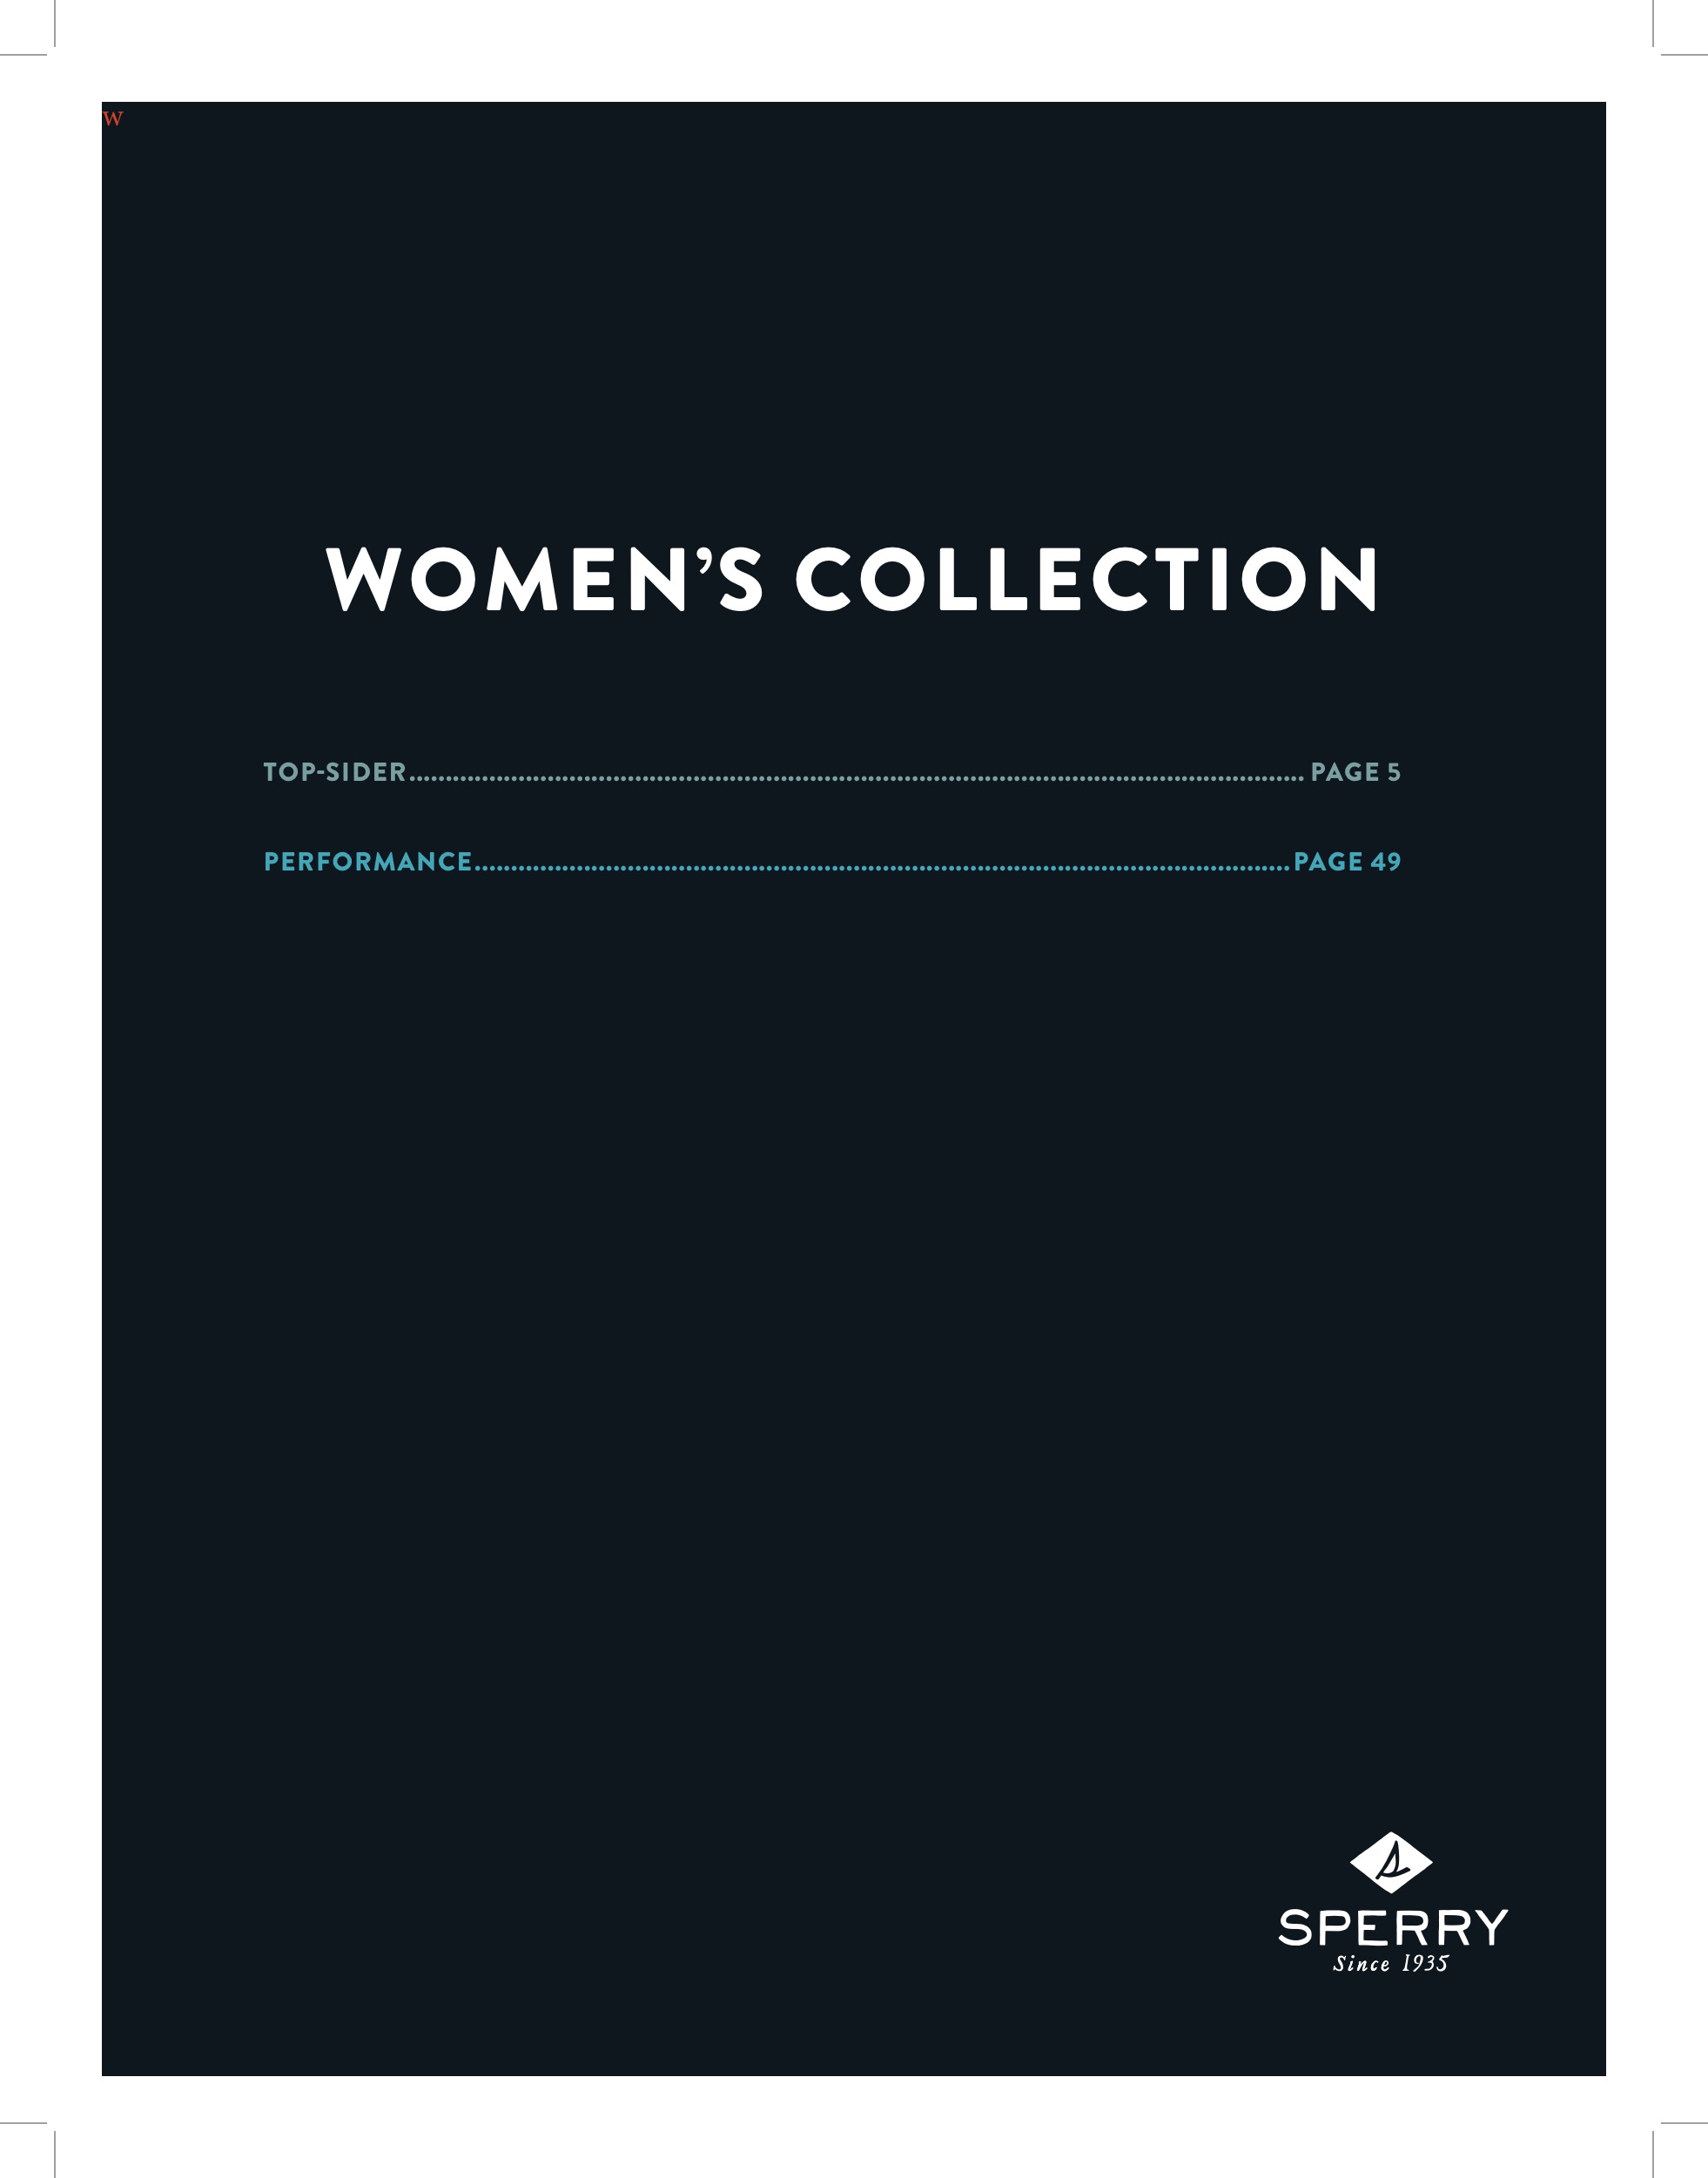 W
WOMEN’S COLLECTION
TOP-SIDER............................................................................................................................ PAGE 5
PERFORMANCE.................................................................................................................PAGE 49
SPERRY
Since 1935